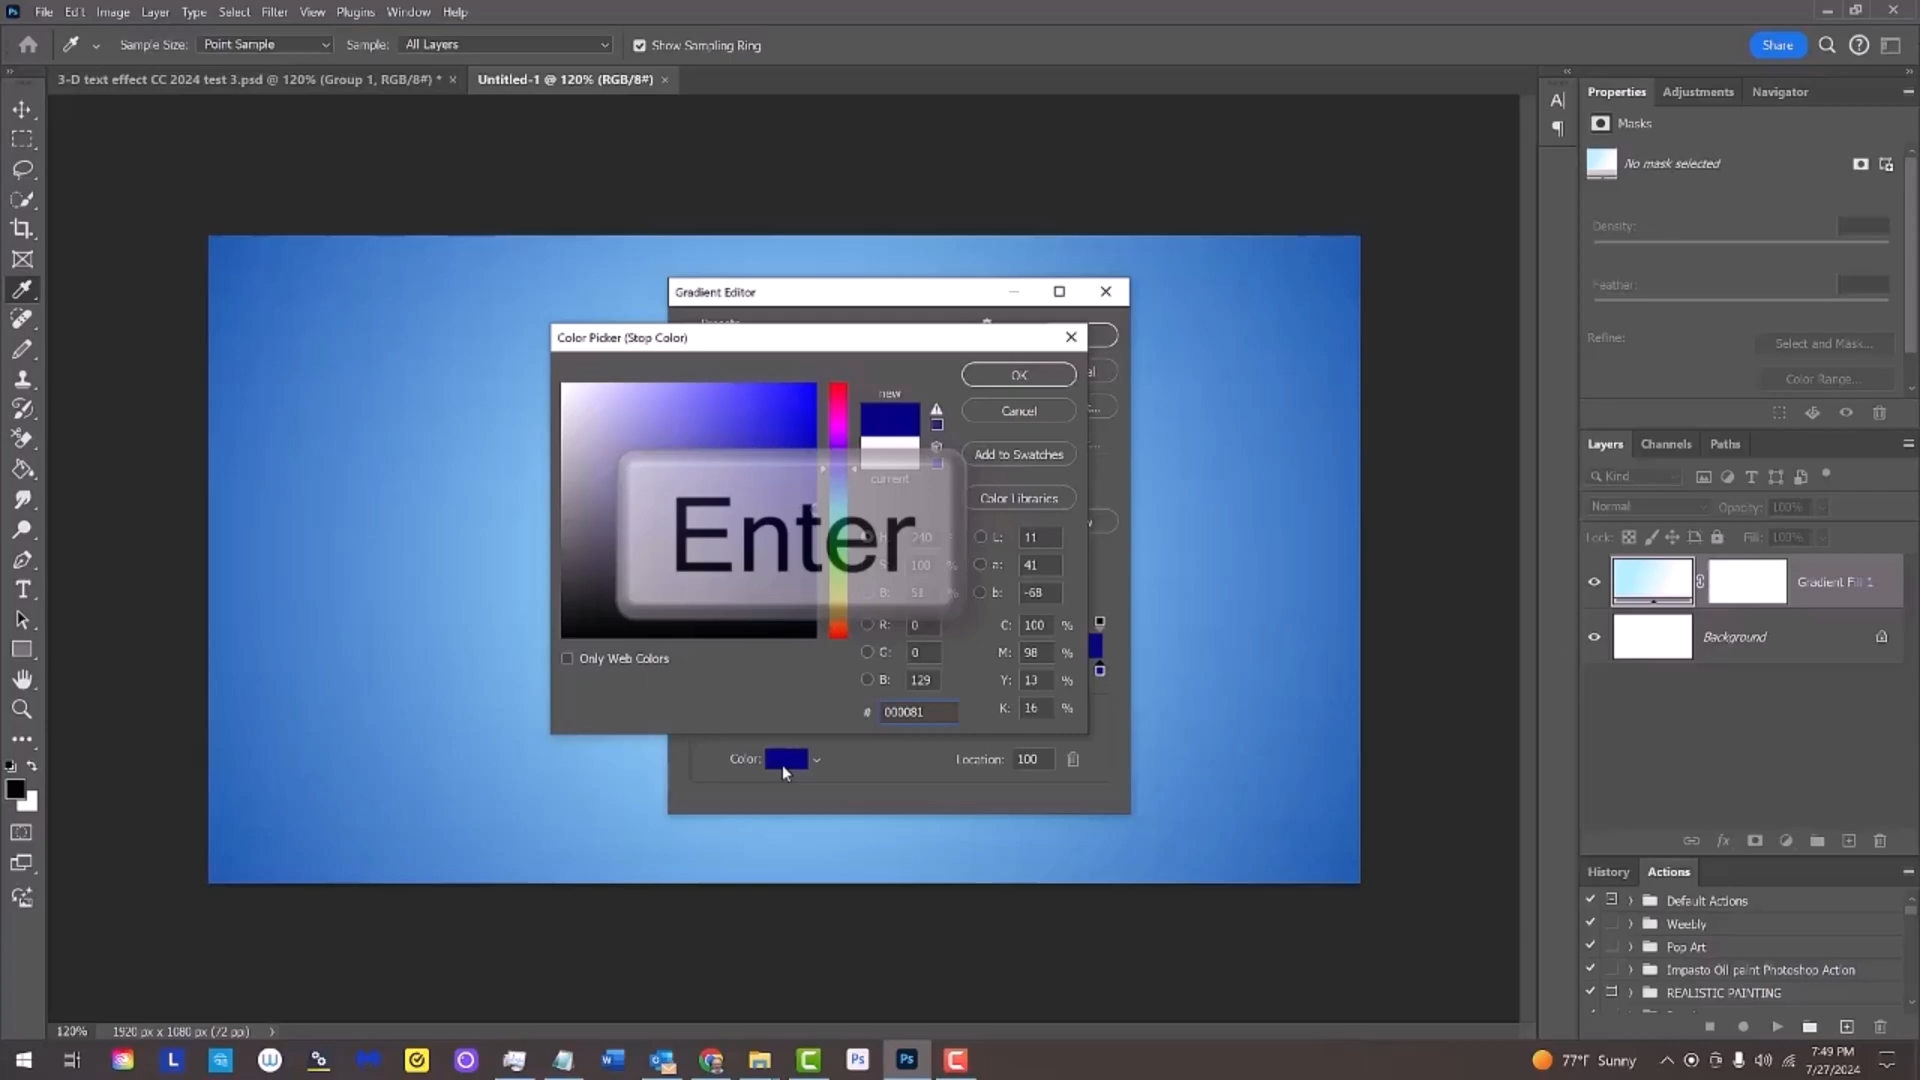 File Edit Image Layer Type Select Filter View Plugins Window Help
Sample Size: Point Sample Sample: All Layers Show Sampling Ring Share
3-D text effect CC 2024 test 3.psd @ 120% (Group 1, RGB/8#) * × Untitled-1 @ 120% (RGB/8#) ×
Properties Adjustments Navigator
Masks
No mask selected
Density:
Feather:
Refine: Select and Mask...
Color Range...
Gradient Editor
Color Picker (Stop Color)
new
current
OK
Cancel
Add to Swatches
Color Libraries
Enter
H: 240 °
S: 100 %
B: 51 %
R: 0
G: 0
B: 129
# 000081
L: 11
a: 41
b: -68
C: 100 %
M: 98 %
Y: 13 %
K: 16 %
Only Web Colors
Color: Location: 100
Layers Channels Paths
Kind
Normal Opacity: 100%
Lock: Fill: 100%
Gradient Fill 1
Background
fx
History Actions
Default Actions
Weebly
Pop Art
Impasto Oil paint Photoshop Action
REALISTIC PAINTING
120% 1920 px x 1080 px (72 ppi)
77°F Sunny
7:49 PM
7/27/2024